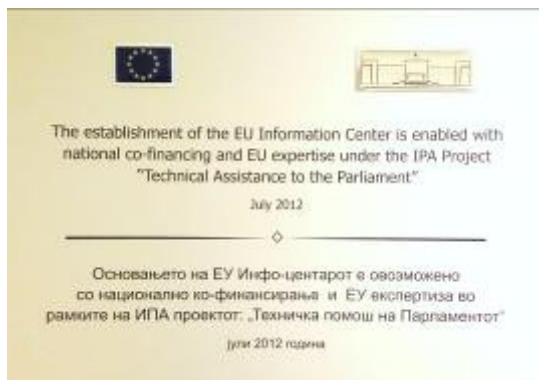 The establishment of the EU Information Center is enabled with
national co-financing and EU expertise under the IPA Project
"Technical Assistance to the Parliament"
July 2012
Основањето на ЕУ Инфо-центарот е овозможено
со национално ко-финансирање и ЕУ експертиза во
рамките на ИПА проектот: „Техничка помош на Парламентот“
јули 2012 година